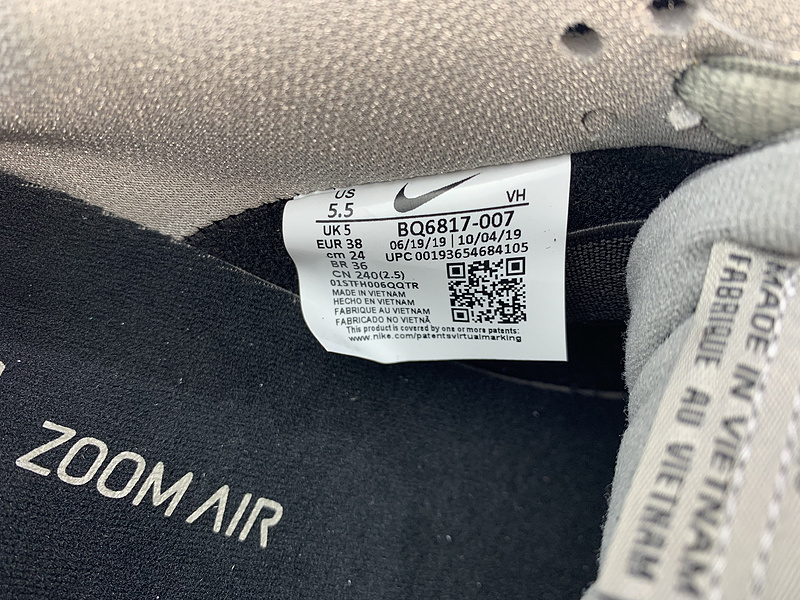 US
5.5
UK 5
EUR 38
cm 24
BR 36
CN 240(2.5)
01STFH006QQTR
MADE IN VIETNAM
HECHO EN VIETNAM
FABRIQUE AU VIETNAM
FABRICADO NO VIETNÃ
VH
BQ6817-007
06/19/19 | 10/04/19
UPC 00193654684105
This product is covered by one or more patents:
www.nike.com/patentsvirtualmarking
ZOOM AIR
MADE IN VIETNAM
FABRIQUE AU VIETNAM